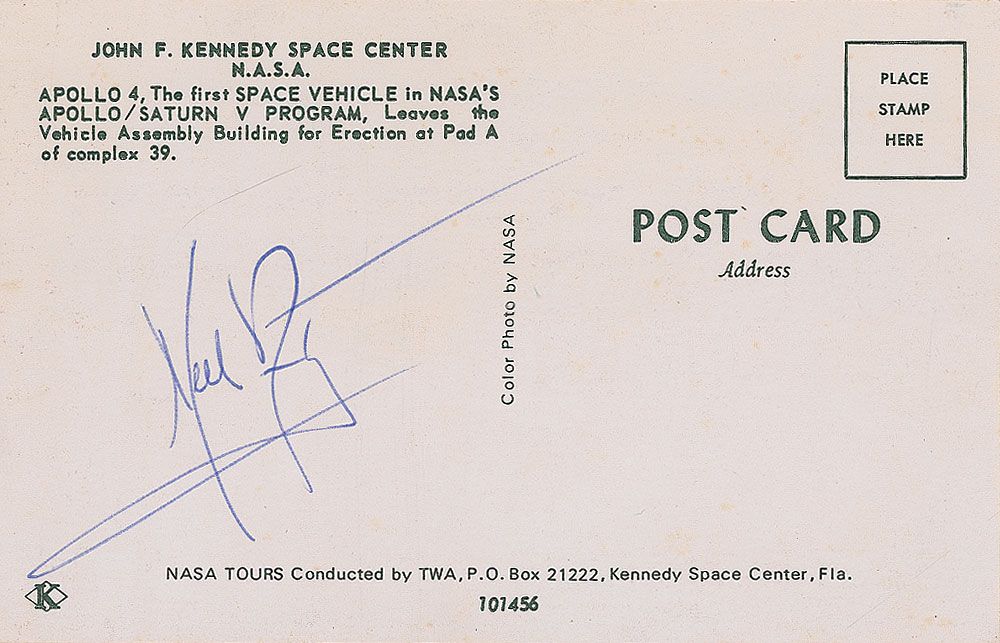 JOHN F. KENNEDY SPACE CENTER
N.A.S.A.
APOLLO 4, The first SPACE VEHICLE in NASA'S
APOLLO/SATURN V PROGRAM, Leaves the
Vehicle Assembly Building for Erection at Pad A
of complex 39.
PLACE
STAMP
HERE
POST CARD
Address
Color Photo by NASA
Neil
NASA TOURS Conducted by TWA, P.O. Box 21222, Kennedy Space Center, Fla.
K
101456